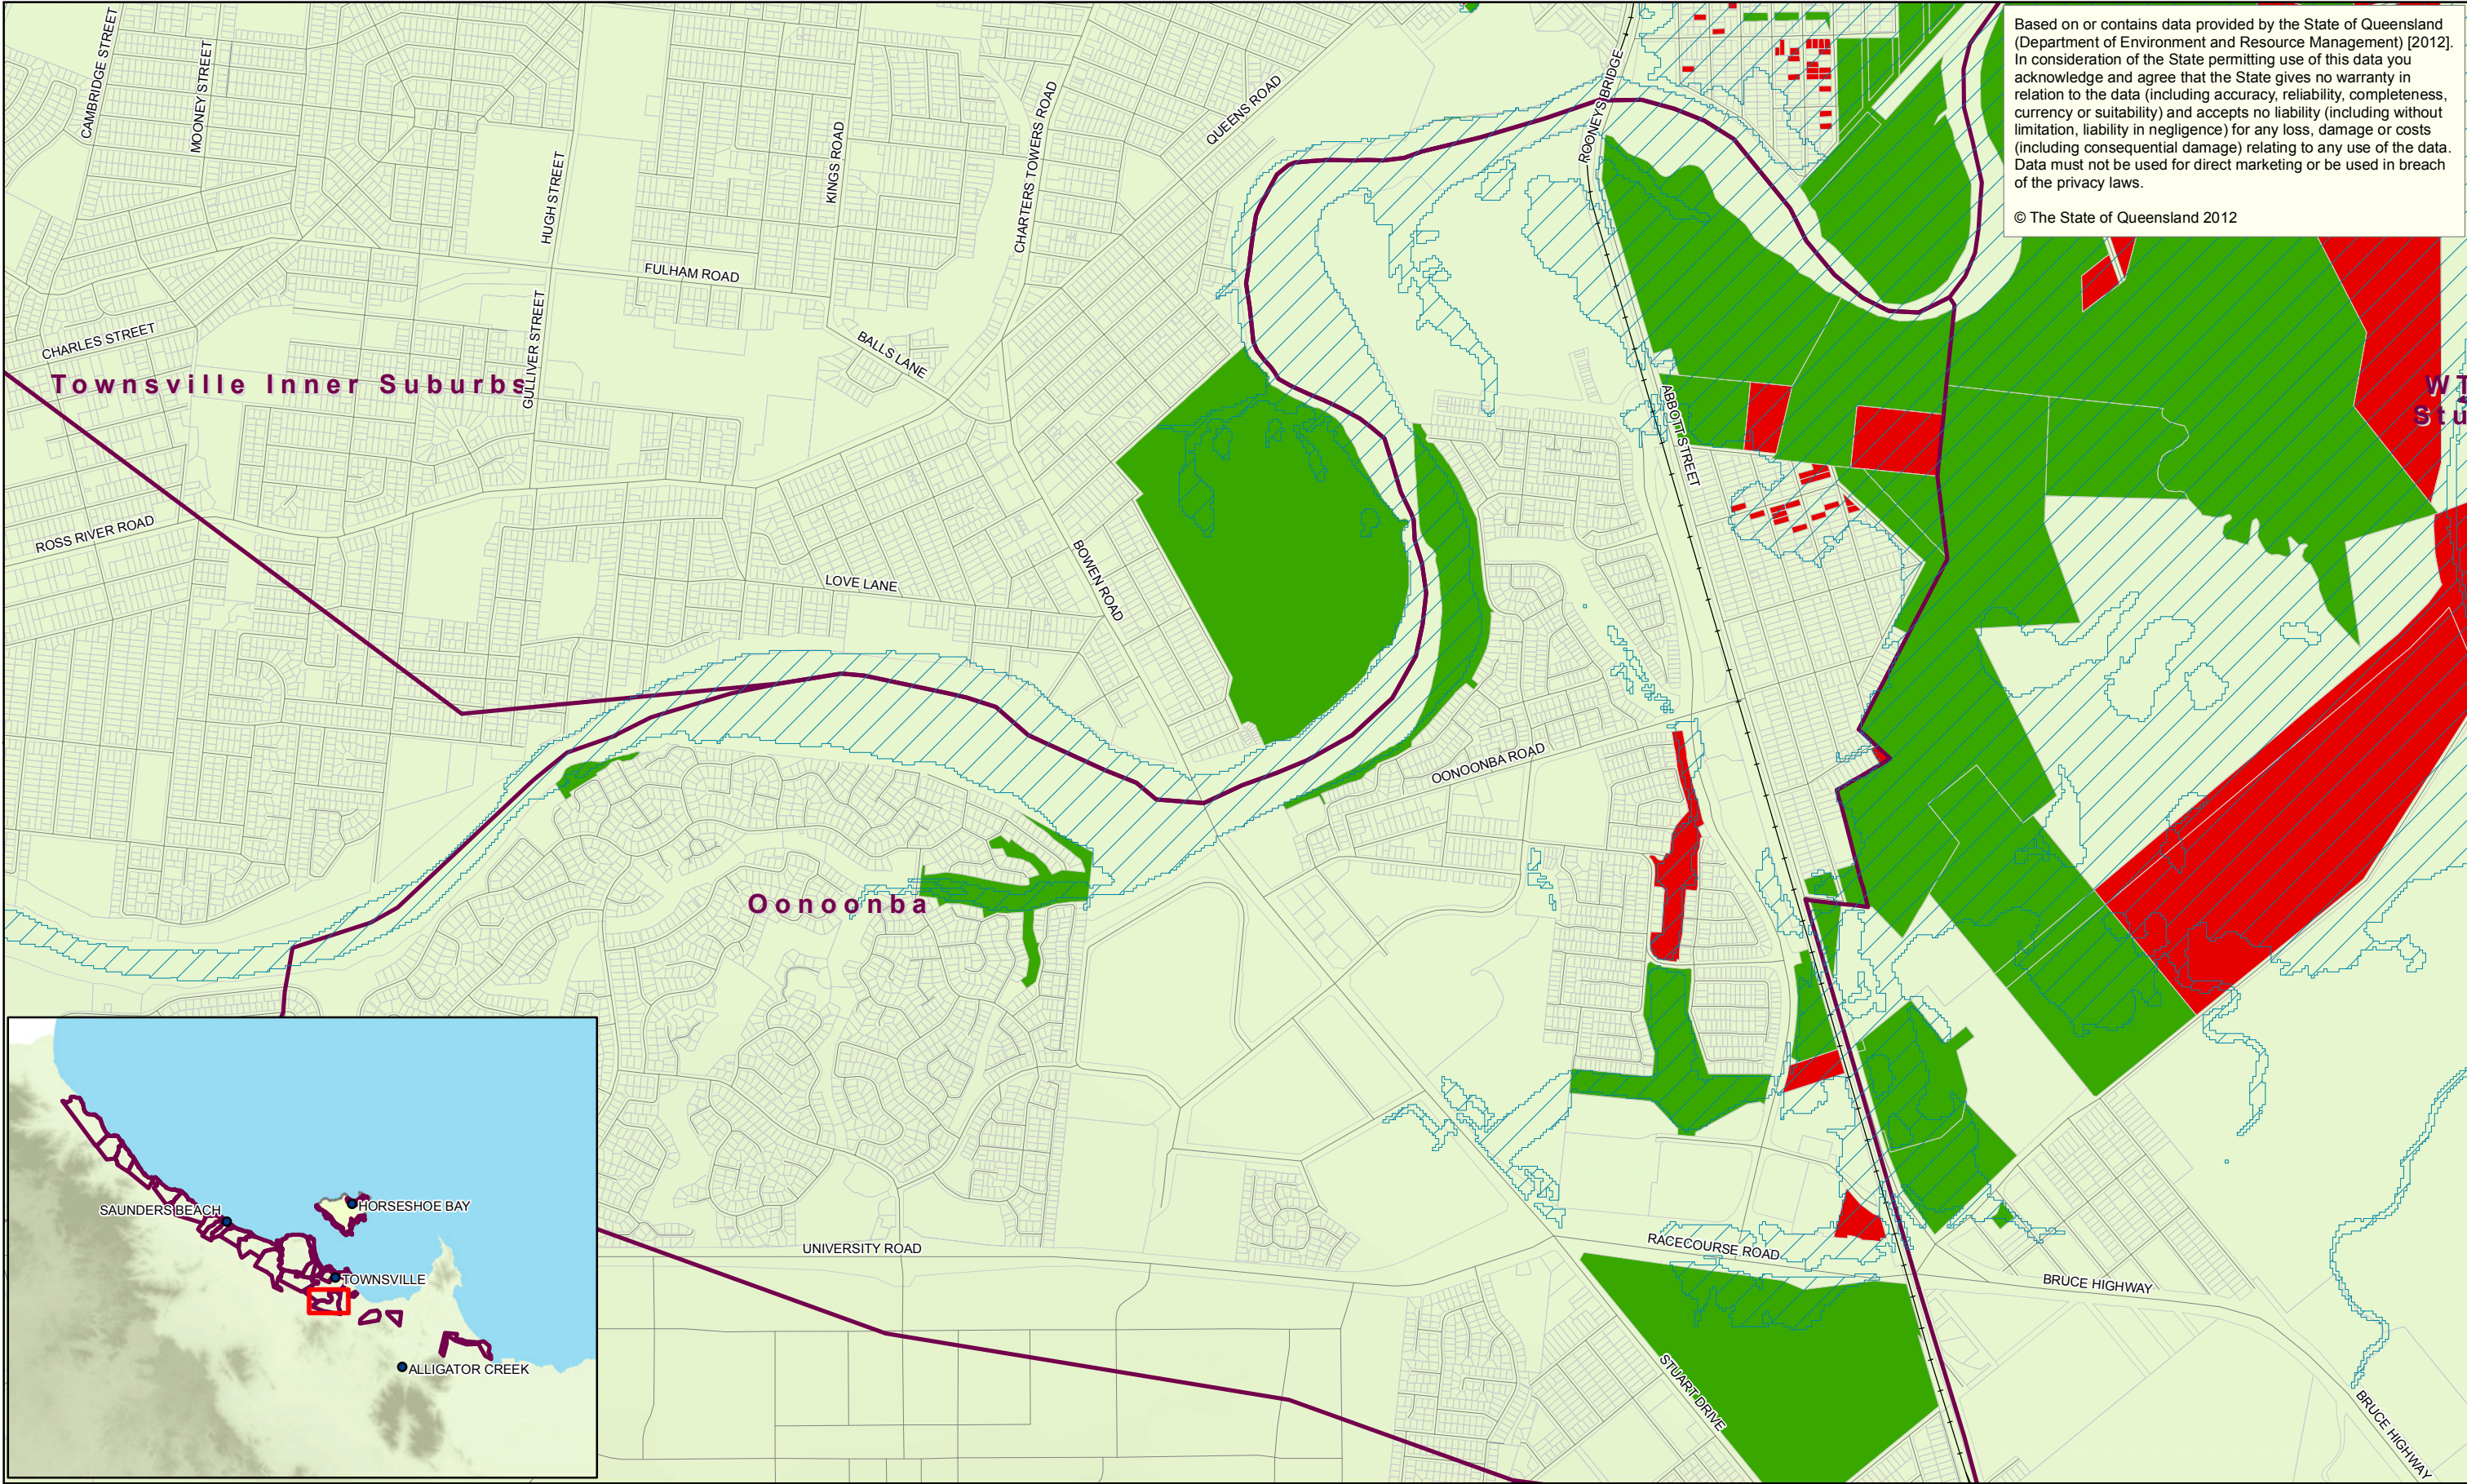 Based on or contains data provided by the State of Queensland
(Department of Environment and Resource Management) [2012].
In consideration of the State permitting use of this data you
acknowledge and agree that the State gives no warranty in
relation to the data (including accuracy, reliability, completeness,
currency or suitability) and accepts no liability (including without
limitation, liability in negligence) for any loss, damage or costs
(including consequential damage) relating to any use of the data.
Data must not be used for direct marketing or be used in breach
of the privacy laws.
© The State of Queensland 2012
CAMBRIDGE STREET
MOONEY STREET
HUGH STREET
KINGS ROAD
CHARTERS TOWERS ROAD
QUEENS ROAD
ROONEYS BRIDGE
FULHAM ROAD
CHARLES STREET
GULLIVER STREET
BALLS LANE
Townsville Inner Suburbs
ABBOTT STREET
WT
Stu
ROSS RIVER ROAD
LOVE LANE
BOWEN ROAD
OONOONBA ROAD
Oonoonba
UNIVERSITY ROAD
RACECOURSE ROAD
BRUCE HIGHWAY
STUART DRIVE
BRUCE HIGHWAY
SAUNDERS BEACH
HORSESHOE BAY
TOWNSVILLE
ALLIGATOR CREEK